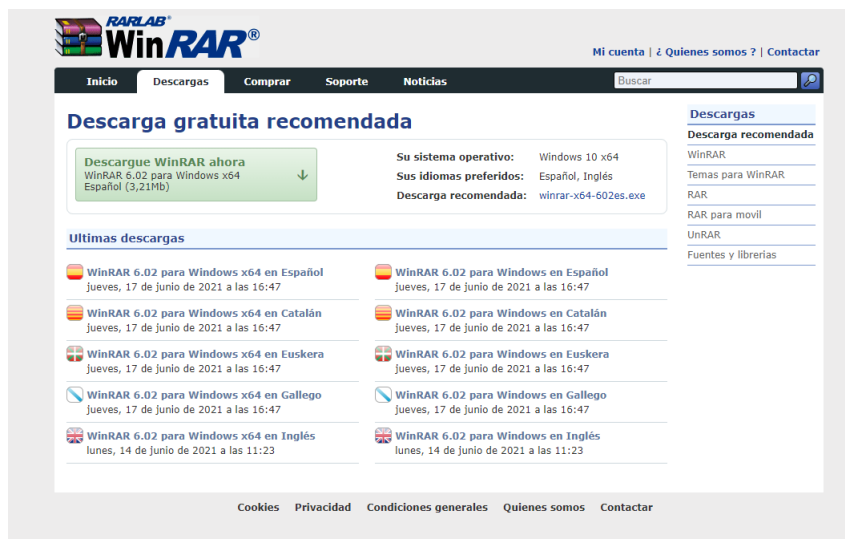 RARLAB®
WinRAR®
Mi cuenta | ¿ Quienes somos ? | Contactar
Inicio Descargas Comprar Soporte Noticias Buscar
Descarga gratuita recomendada
Descargue WinRAR ahora
WinRAR 6.02 para Windows x64
Español (3,21Mb)
Su sistema operativo: Windows 10 x64
Sus idiomas preferidos: Español, Inglés
Descarga recomendada: winrar-x64-602es.exe
Ultimas descargas
WinRAR 6.02 para Windows x64 en Español
jueves, 17 de junio de 2021 a las 16:47
WinRAR 6.02 para Windows x64 en Catalán
jueves, 17 de junio de 2021 a las 16:47
WinRAR 6.02 para Windows x64 en Euskera
jueves, 17 de junio de 2021 a las 16:47
WinRAR 6.02 para Windows x64 en Gallego
jueves, 17 de junio de 2021 a las 16:47
WinRAR 6.02 para Windows x64 en Inglés
lunes, 14 de junio de 2021 a las 11:23
WinRAR 6.02 para Windows en Español
jueves, 17 de junio de 2021 a las 16:47
WinRAR 6.02 para Windows en Catalán
jueves, 17 de junio de 2021 a las 16:47
WinRAR 6.02 para Windows en Euskera
jueves, 17 de junio de 2021 a las 16:47
WinRAR 6.02 para Windows en Gallego
jueves, 17 de junio de 2021 a las 16:47
WinRAR 6.02 para Windows en Inglés
lunes, 14 de junio de 2021 a las 11:23
Descargas
Descarga recomendada
WinRAR
Temas para WinRAR
RAR
RAR para movil
UnRAR
Fuentes y librerias
Cookies Privacidad Condiciones generales Quienes somos Contactar